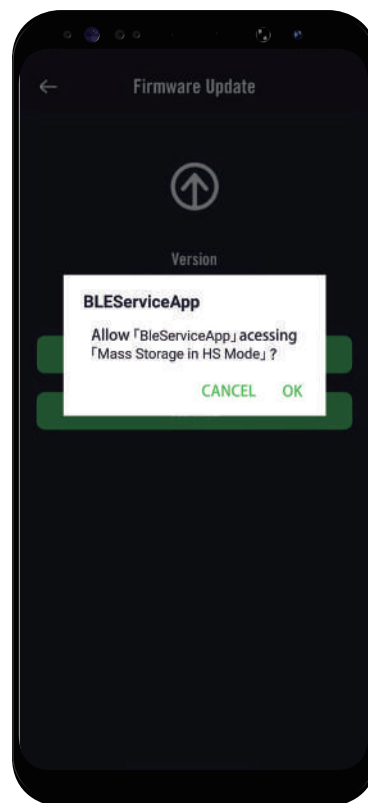 Firmware Update
Version
BLEServiceApp
Allow「BleServiceApp」acessing
「Mass Storage in HS Mode」?
CANCEL OK